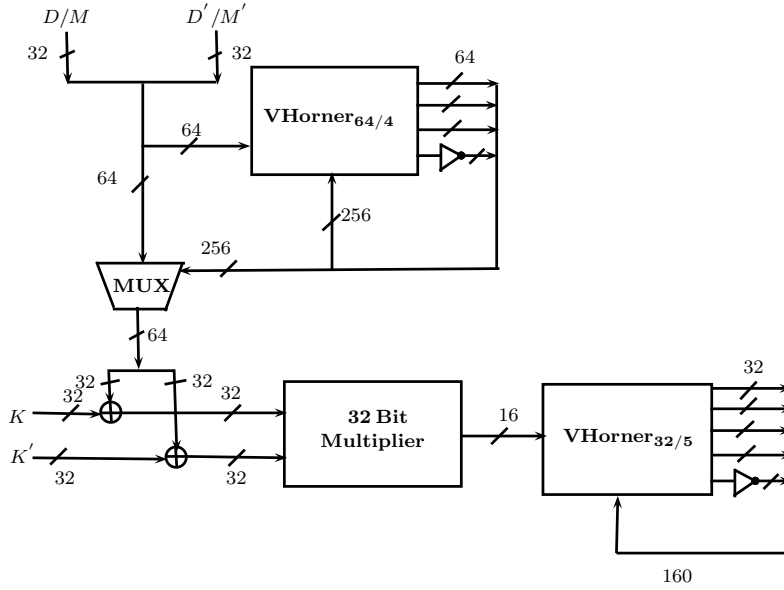 D/M
D′/M′
32
32
64
VHorner64/4
64
64
256
256
MUX
64
32
32
32
32
32
K
32 Bit
Multiplier
16
VHorner32/5
K′
32
32
160